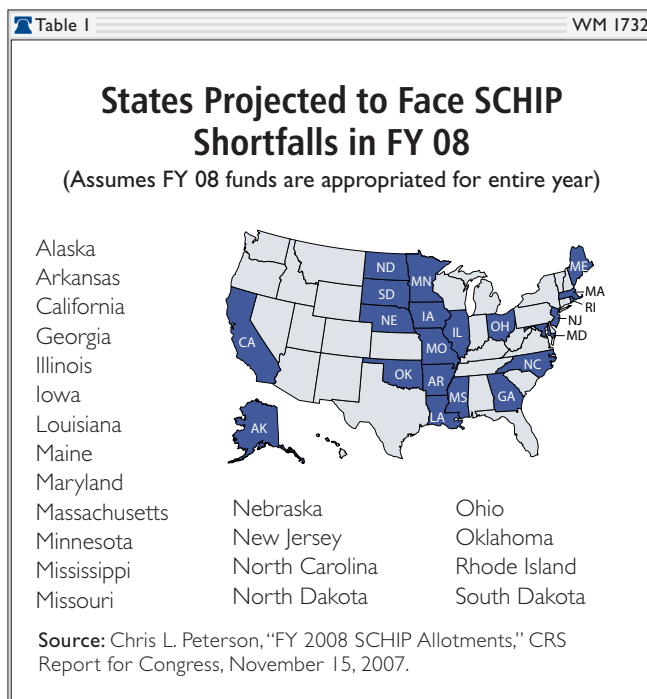 Table 1 WM 1732
States Projected to Face SCHIP
Shortfalls in FY 08
(Assumes FY 08 funds are appropriated for entire year)
Alaska
Arkansas
California
Georgia
Illinois
Iowa
Louisiana
Maine
Maryland
Massachusetts
Minnesota
Mississippi
Missouri
Nebraska
New Jersey
North Carolina
North Dakota
Ohio
Oklahoma
Rhode Island
South Dakota
ND
MN
ME
SD
MA
RI
NE
IA
IL
OH
NJ
MD
CA
MO
OK
AR
NC
MS
GA
LA
AK
Source: Chris L. Peterson, “FY 2008 SCHIP Allotments,” CRS
Report for Congress, November 15, 2007.